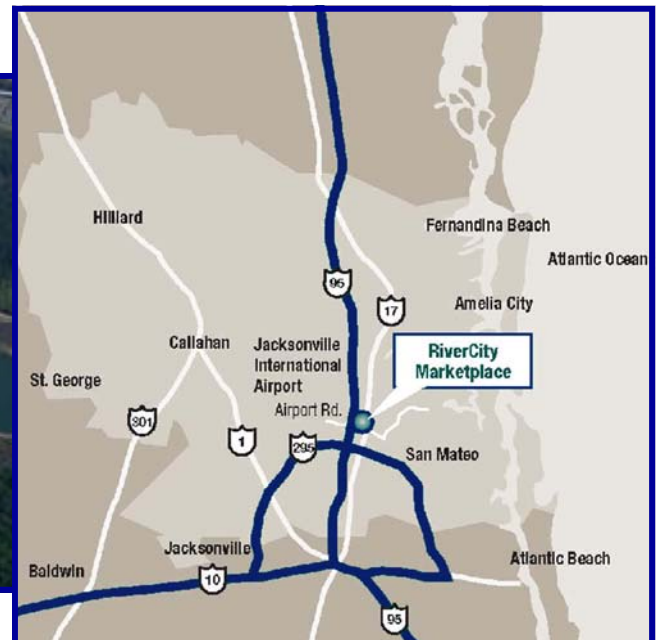 Hilliard
Fernandina Beach
Atlantic Ocean
95
17
Amelia City
Callahan
Jacksonville
International
Airport
RiverCity
Marketplace
St. George
Airport Rd.
301
1
295
San Mateo
Jacksonville
Atlantic Beach
Baldwin
10
95